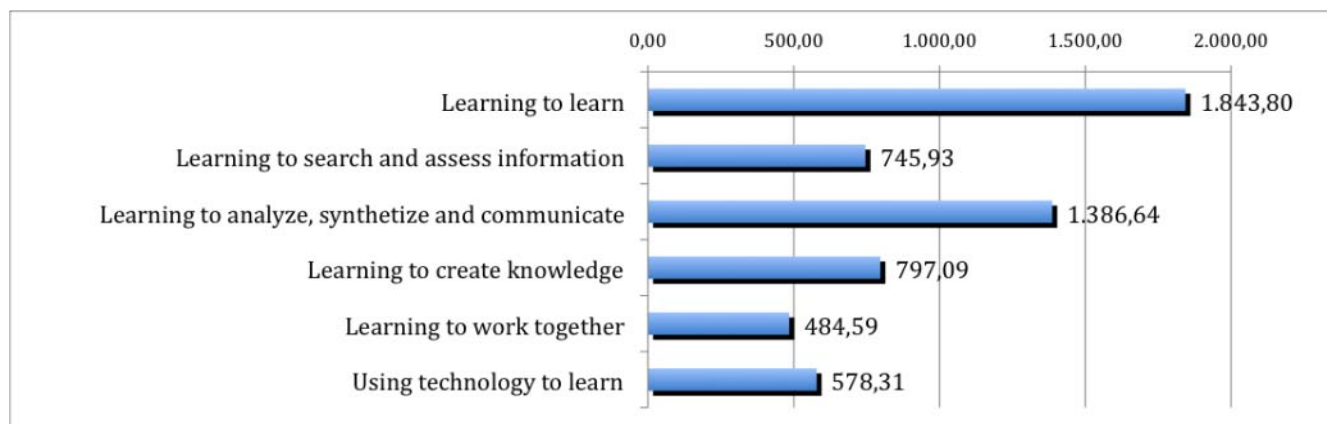 0,00 500,00 1.000,00 1.500,00 2.000,00
Learning to learn 1.843,80
Learning to search and assess information 745,93
Learning to analyze, synthetize and communicate 1.386,64
Learning to create knowledge 797,09
Learning to work together 484,59
Using technology to learn 578,31